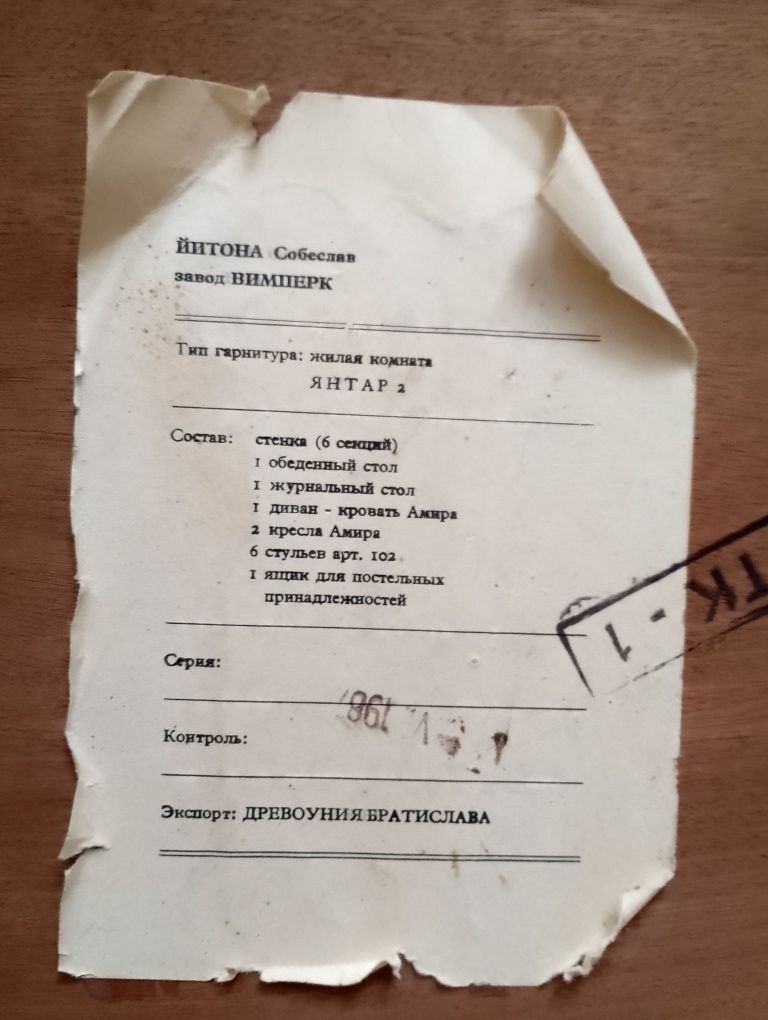 ЙИТОНА Собеслав
завод ВИМПЕРК
Тип гарнитура: жилая комната
ЯНТАР 2
Состав: стенка (6 секций)
1 обеденный стол
1 журнальный стол
1 диван - кровать Амира
2 кресла Амира
6 стульев арт. 102
1 ящик для постельных
принадлежностей
ТК - 1
Серия:
Контроль:
Экспорт: ДРЕВОУНИЯ БРАТИСЛАВА